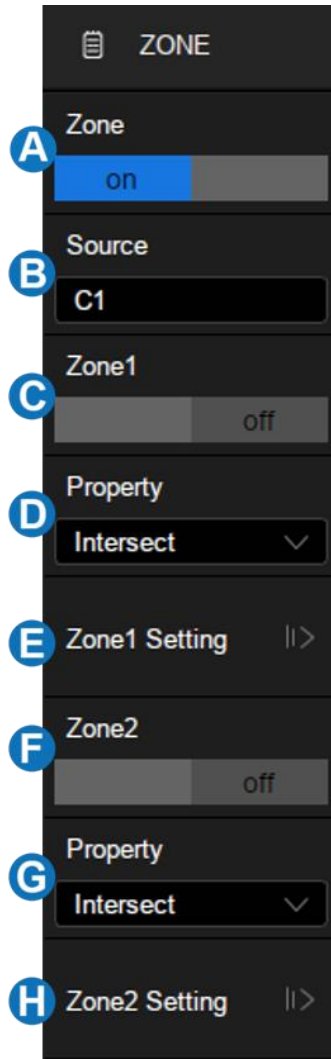 ZONE
A
Zone
on
B
Source
C1
C
Zone1
off
D
Property
Intersect
E
Zone1 Setting
F
Zone2
off
G
Property
Intersect
H
Zone2 Setting